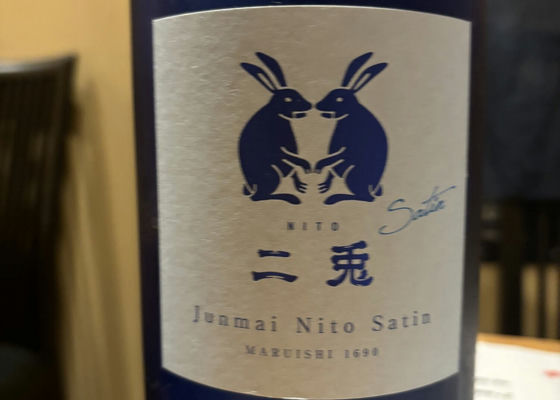 NITO
Satin
二兎
Junmai Nito Satin
MARUISHI 1690